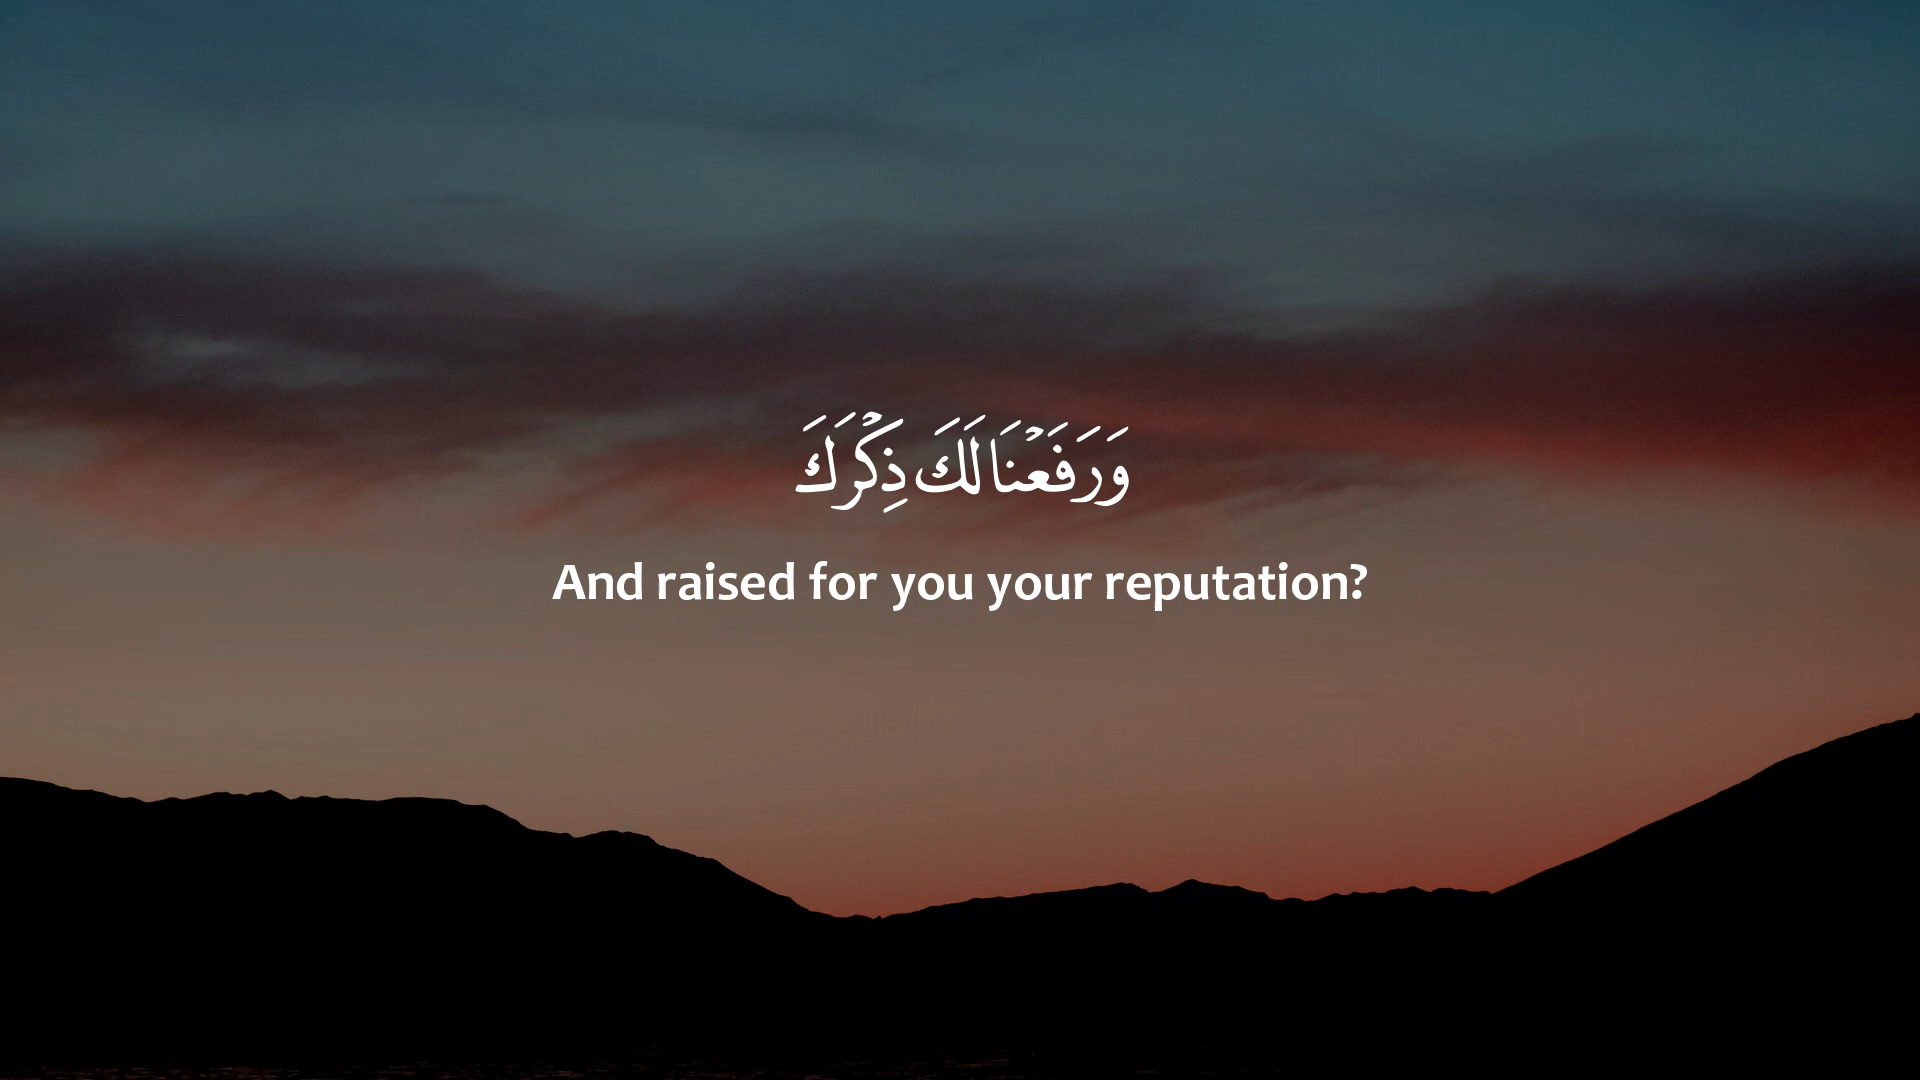 وَرَفَعۡنَا لَكَ ذِكۡرَكَ
And raised for you your reputation?